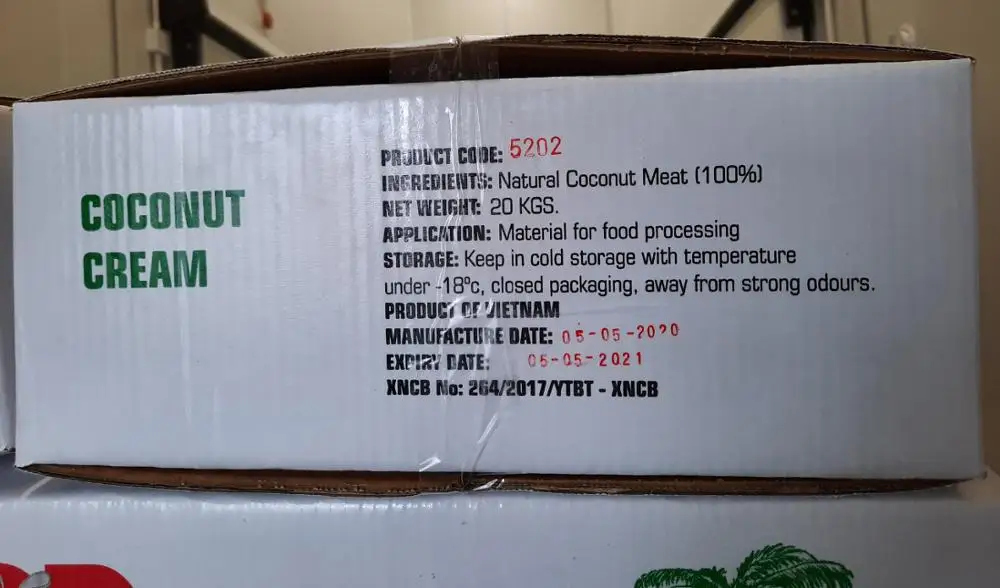 COCONUT
CREAM
PRODUCT CODE: 5202
INGREDIENTS: Natural Coconut Meat (100%)
NET WEIGHT: 20 KGS.
APPLICATION: Material for food processing
STORAGE: Keep in cold storage with temperature
under -18ºc, closed packaging, away from strong odours.
PRODUCT OF VIETNAM
MANUFACTURE DATE: 05-05-2020
EXPIRY DATE: 05-05-2021
XNCB No: 264/2017/YTBT - XNCB